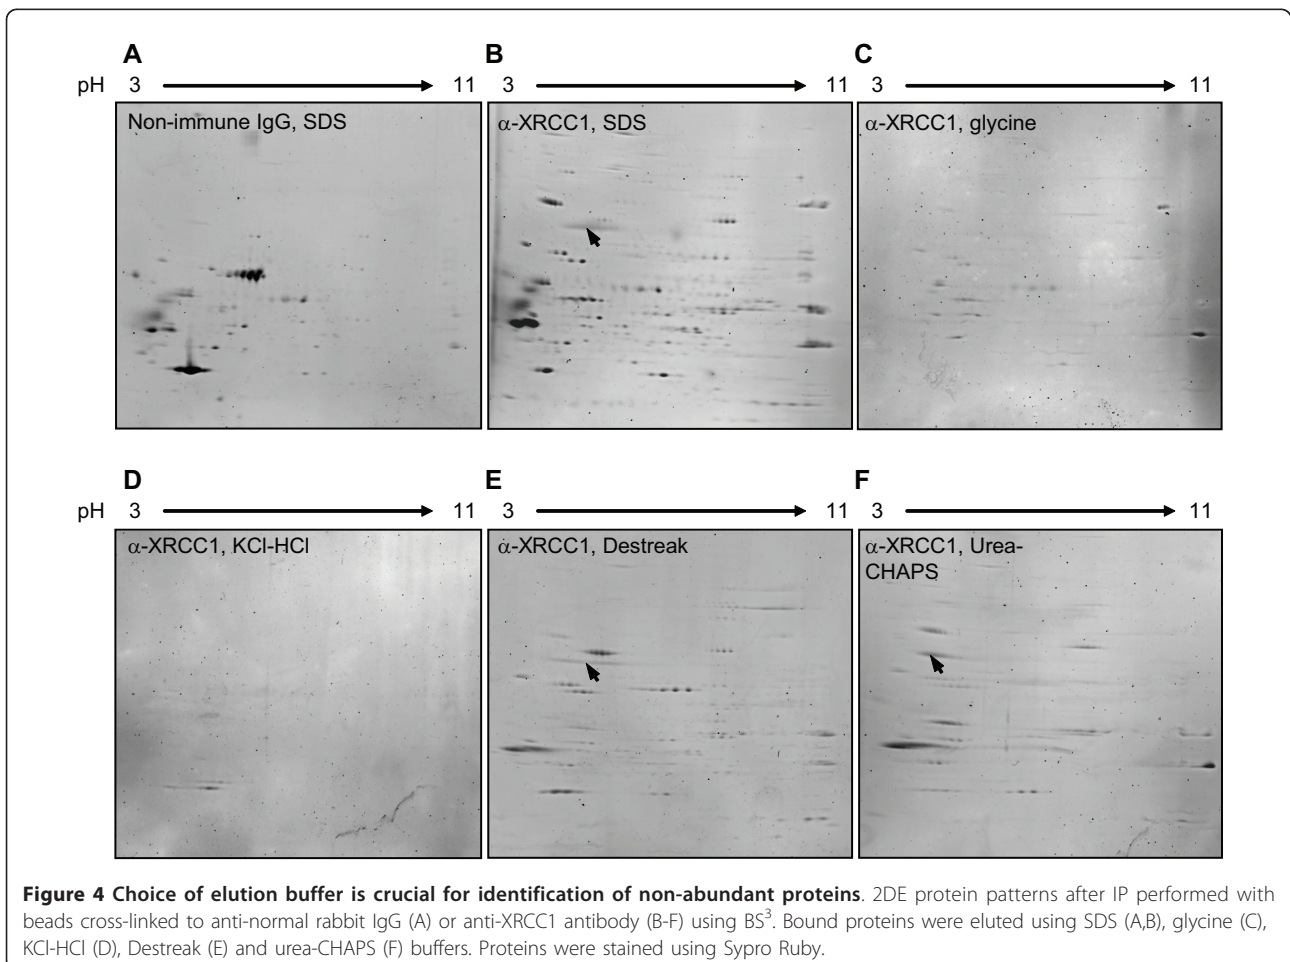 A
B
C
pH 3 11
3 11
3 11
Non-immune IgG, SDS
α-XRCC1, SDS
α-XRCC1, glycine
D
E
F
pH 3 11
3 11
3 11
α-XRCC1, KCl-HCl
α-XRCC1, Destreak
α-XRCC1, Urea-
CHAPS
Figure 4 Choice of elution buffer is crucial for identification of non-abundant proteins. 2DE protein patterns after IP performed with
beads cross-linked to anti-normal rabbit IgG (A) or anti-XRCC1 antibody (B-F) using BS³. Bound proteins were eluted using SDS (A,B), glycine (C),
KCl-HCl (D), Destreak (E) and urea-CHAPS (F) buffers. Proteins were stained using Sypro Ruby.